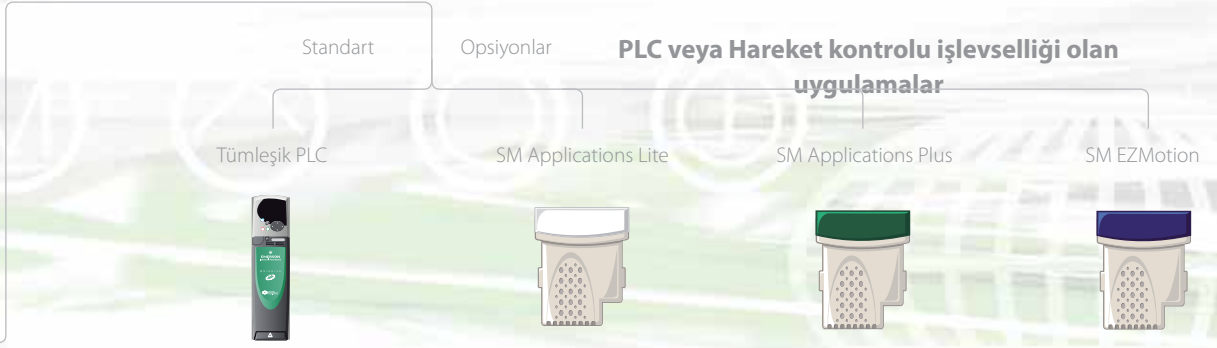 Standart
Opsiyonlar
PLC veya Hareket kontrolu işlevselliği olan
uygulamalar
Tümleşik PLC
SM Applications Lite
SM Applications Plus
SM EZMotion
EMERSON